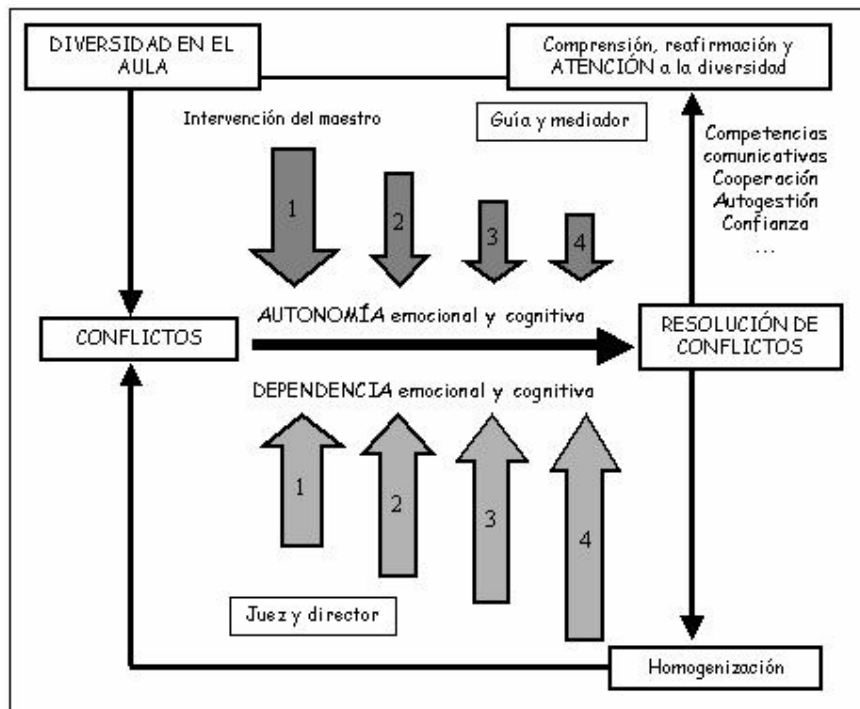 DIVERSIDAD EN EL
AULA
Comprensión, reafirmación y
ATENCIÓN a la diversidad
Intervención del maestro
Guía y mediador
Competencias
comunicativas
Cooperación
Autogestión
Confianza
...
1
2
3
4
AUTONOMÍA emocional y cognitiva
CONFLICTOS
RESOLUCIÓN DE
CONFLICTOS
DEPENDENCIA emocional y cognitiva
1
2
3
4
Juez y director
Homogenización